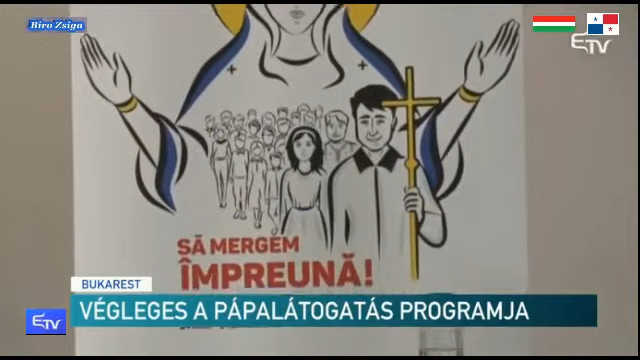 Biro Zsiga
ETV
SĂ MERGEM
ÎMPREUNĂ!
BUKAREST
VÉGLEGES A PÁPALÁTOGATÁS PROGRAMJA
ETV